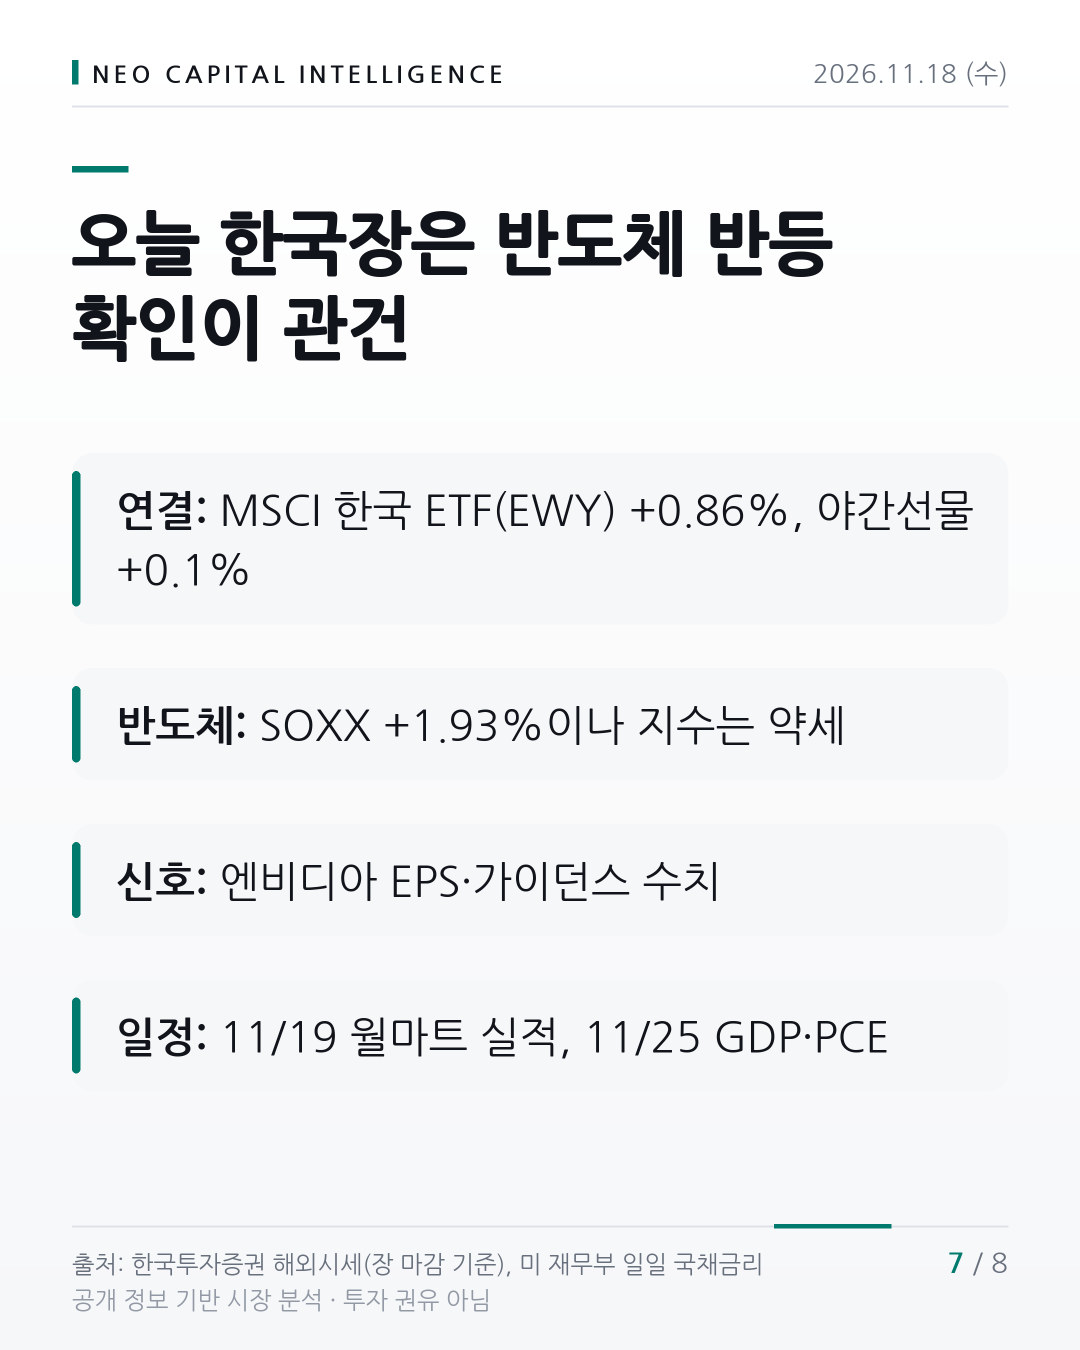 NEO CAPITAL INTELLIGENCE
2026.11.18 (수)
오늘 한국장은 반도체 반등
확인이 관건
연결: MSCI 한국 ETF(EWY) +0.86%, 야간선물
+0.1%
반도체: SOXX +1.93%이나 지수는 약세
신호: 엔비디아 EPS·가이던스 수치
일정: 11/19 월마트 실적, 11/25 GDP·PCE
출처: 한국투자증권 해외시세(장 마감 기준), 미 재무부 일일 국채금리
7 / 8
공개 정보 기반 시장 분석 · 투자 권유 아님